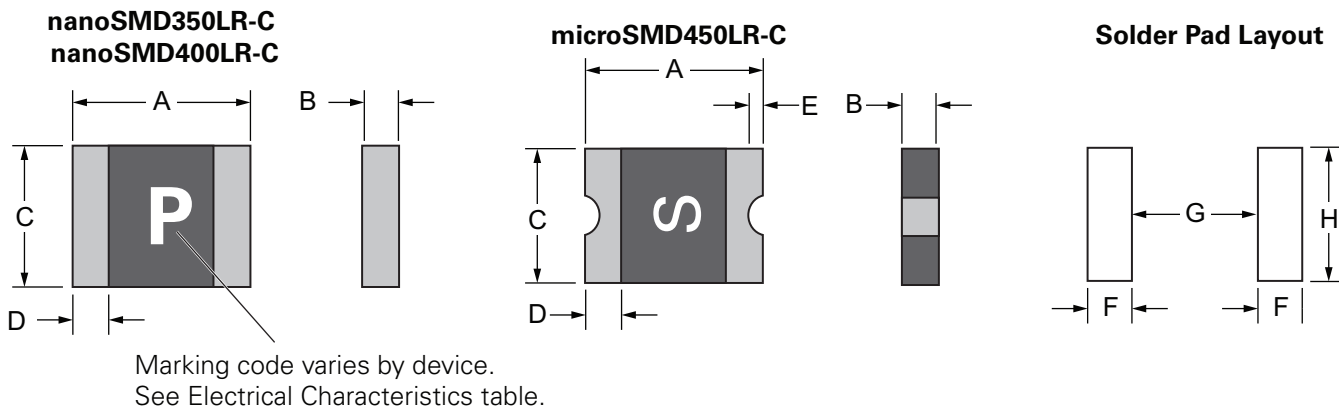 nanoSMD350LR-C
nanoSMD400LR-C
A
B
C
P
D
Marking code varies by device.
See Electrical Characteristics table.
microSMD450LR-C
A
E
B
C
S
D
Solder Pad Layout
G
H
F
F